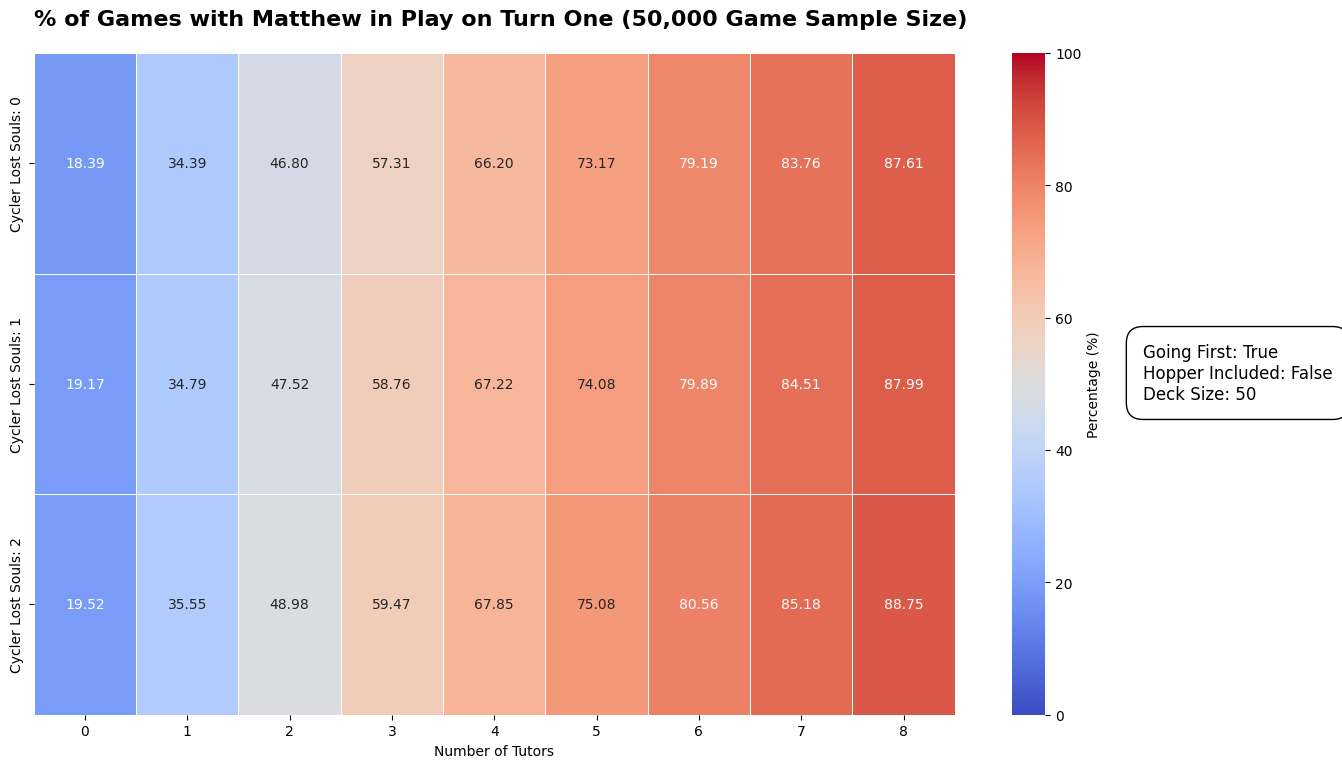 % of Games with Matthew in Play on Turn One (50,000 Game Sample Size)
Cycler Lost Souls: 0
18.39 34.39 46.80 57.31 66.20 73.17 79.19 83.76 87.61
Cycler Lost Souls: 1
19.17 34.79 47.52 58.76 67.22 74.08 79.89 84.51 87.99
Cycler Lost Souls: 2
19.52 35.55 48.98 59.47 67.85 75.08 80.56 85.18 88.75
0 1 2 3 4 5 6 7 8
Number of Tutors
100
80
60
40
20
0
Percentage (%)
Going First: True
Hopper Included: False
Deck Size: 50